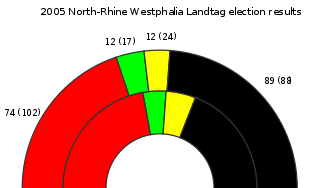 2005 North-Rhine Westphalia Landtag election results
12 (24)
12 (17)
89 (88
74 (102)